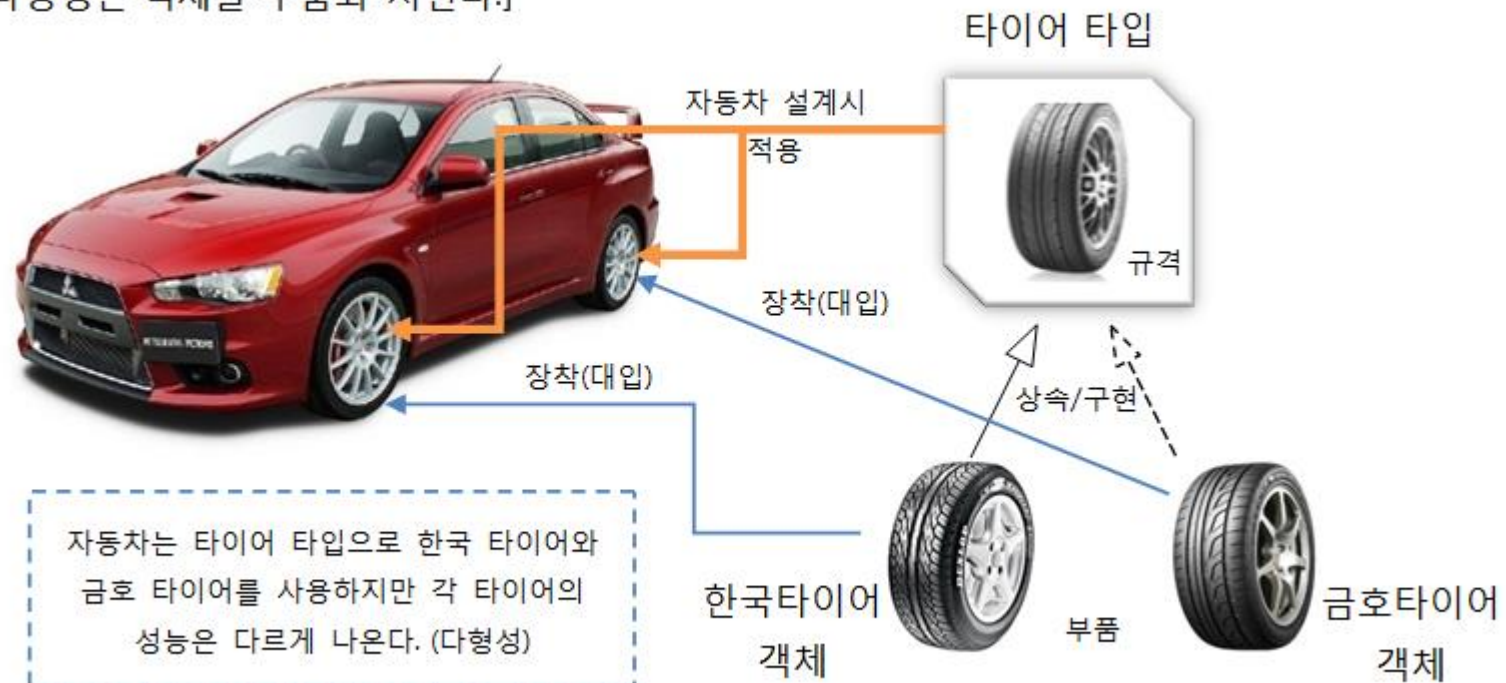 타이어 타입
자동차 설계시
적용
규격
장착(대입)
장착(대입)
상속/구현
자동차는 타이어 타입으로 한국 타이어와
금호 타이어를 사용하지만 각 타이어의
성능은 다르게 나온다. (다형성)
한국타이어
객체
부품
금호타이어
객체